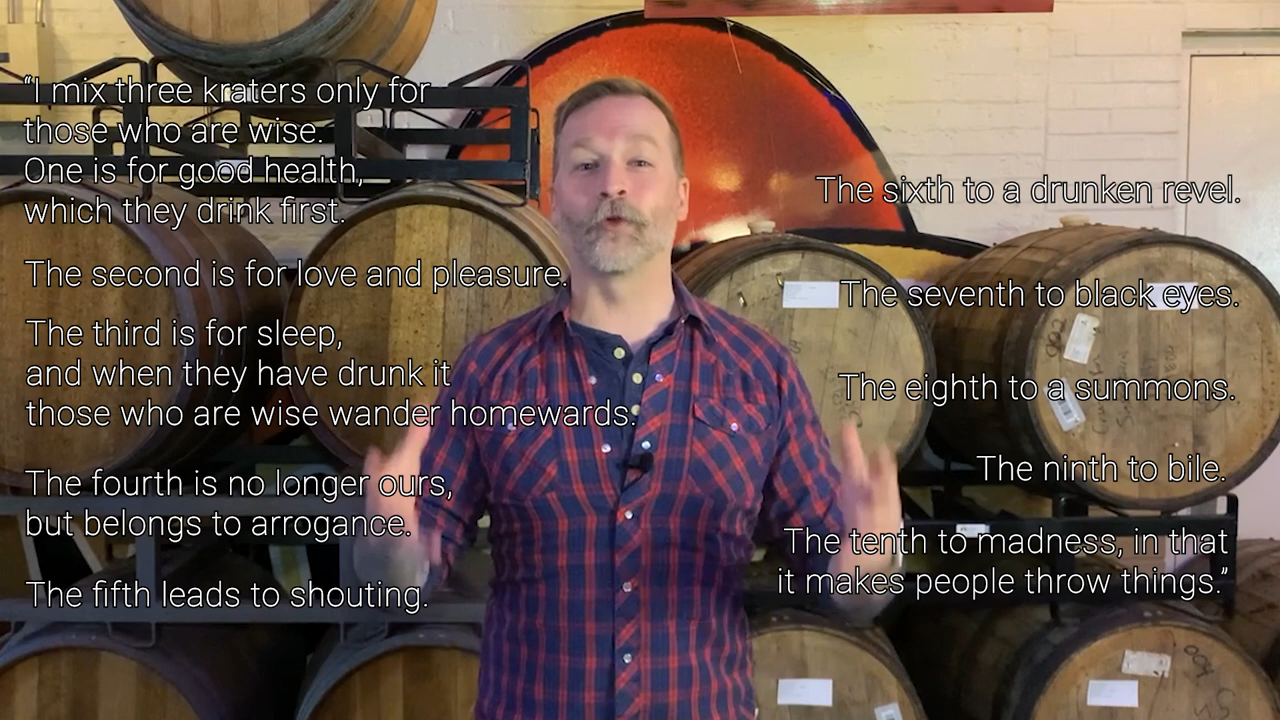 “I mix three kraters only for
those who are wise.
One is for good health,
which they drink first.
The second is for love and pleasure.
The third is for sleep,
and when they have drunk it
those who are wise wander homewards.
The fourth is no longer ours,
but belongs to arrogance.
The fifth leads to shouting.
The sixth to a drunken revel.
The seventh to black eyes.
The eighth to a summons.
The ninth to bile.
The tenth to madness, in that
it makes people throw things.”